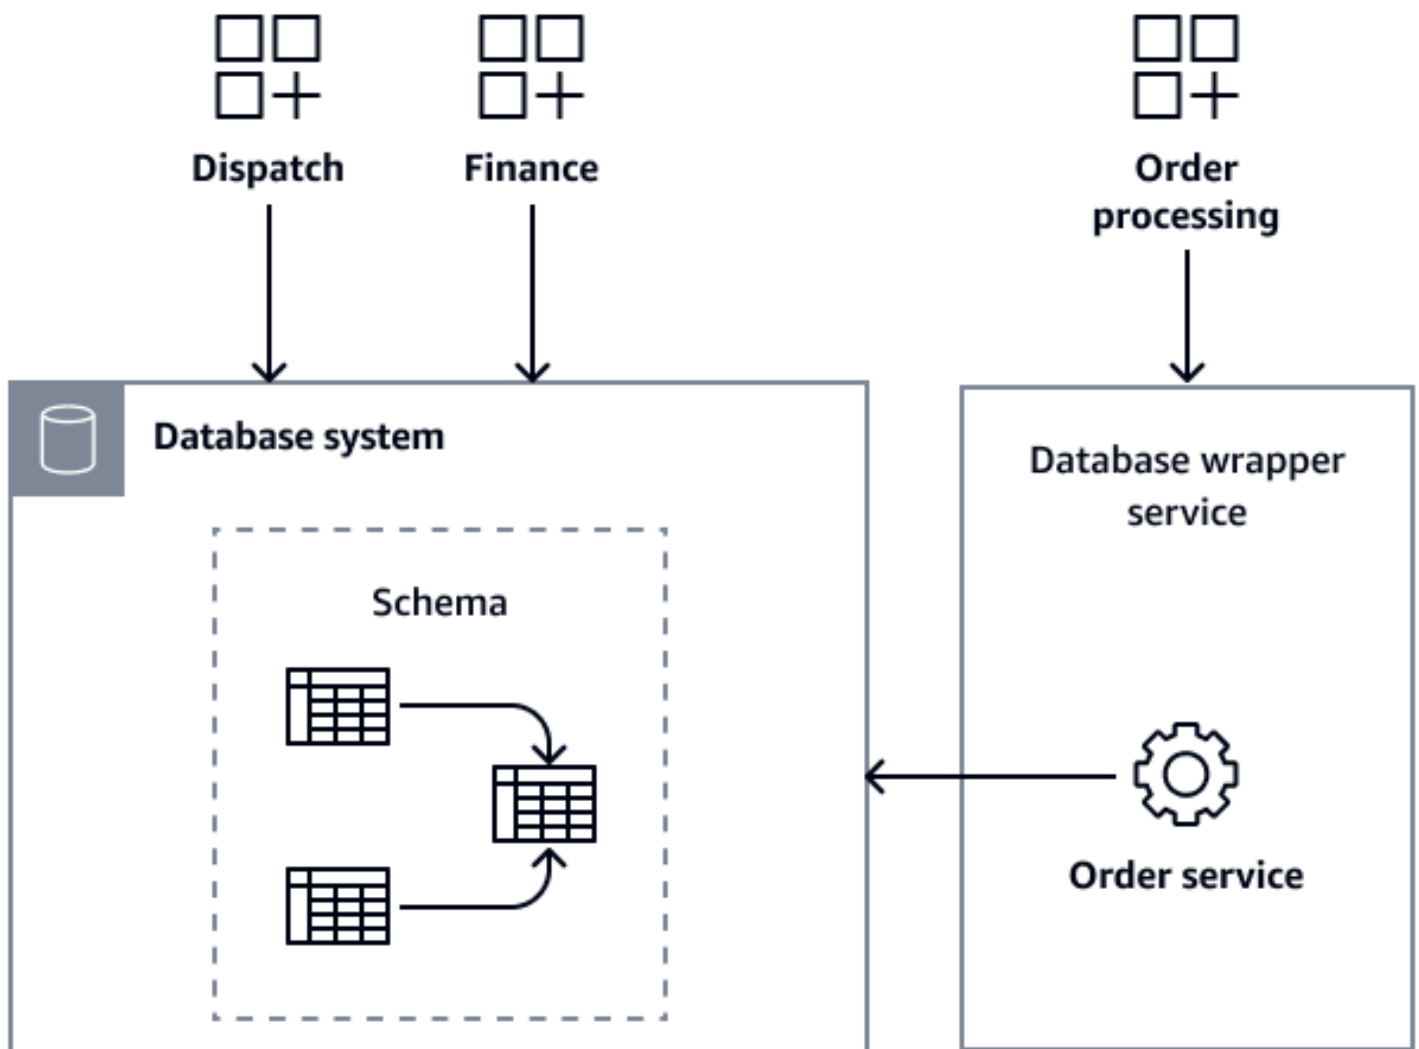 Dispatch
Finance
Order
processing
Database system
Database wrapper
service
Schema
Order service